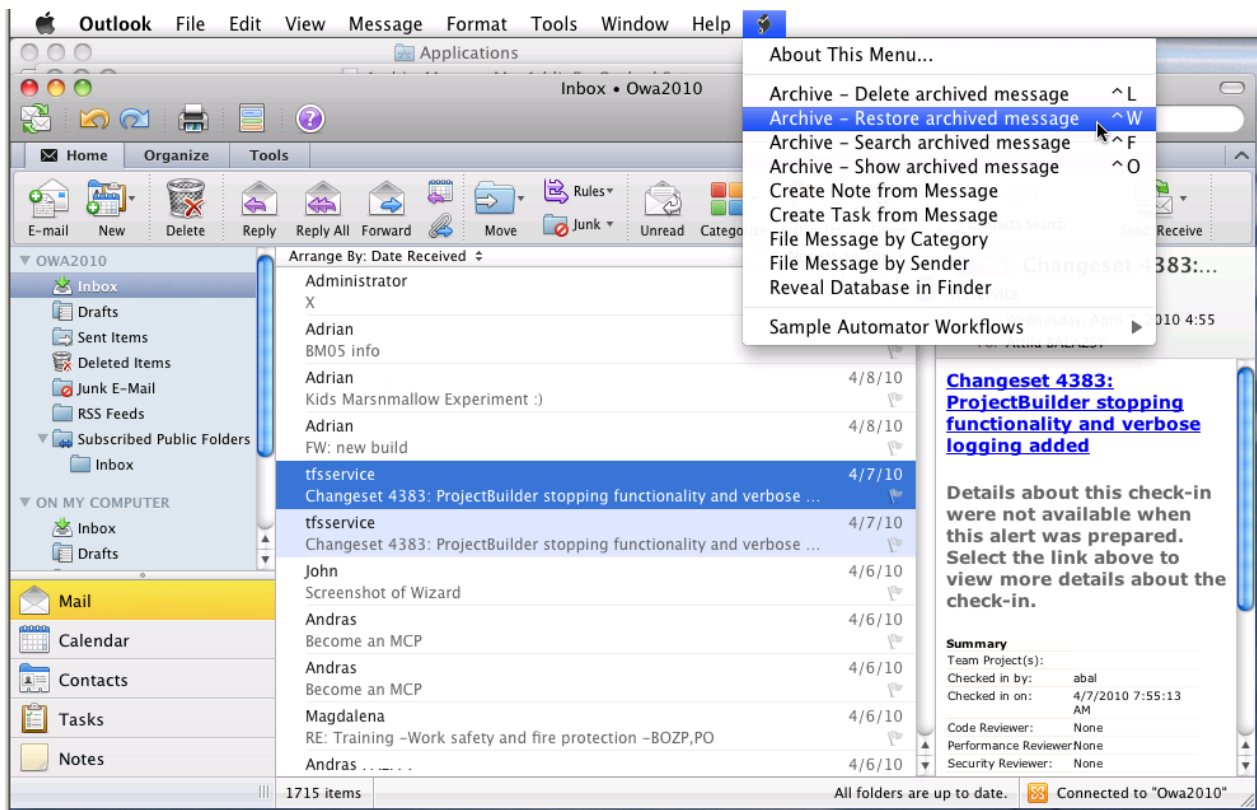 Outlook File Edit View Message Format Tools Window Help
Applications
Inbox • Owa2010
About This Menu...
Archive – Delete archived message ^L
Archive – Restore archived message ^W
Archive – Search archived message ^F
Archive – Show archived message ^O
Create Note from Message
Create Task from Message
File Message by Category
File Message by Sender
Reveal Database in Finder
Sample Automator Workflows
Home Organize Tools
E-mail New Delete Reply Reply All Forward Move Rules Junk Unread Send/Receive
OWA2010
Inbox
Drafts
Sent Items
Deleted Items
Junk E-Mail
RSS Feeds
Subscribed Public Folders
Inbox
ON MY COMPUTER
Inbox
Drafts
Mail
Calendar
Contacts
Tasks
Notes
Arrange By: Date Received
Administrator
X
Adrian
BM05 info
Adrian 4/8/10
Kids Marsnmallow Experiment :)
Adrian 4/8/10
FW: new build
tfsservice 4/7/10
Changeset 4383: ProjectBuilder stopping functionality and verbose ...
tfsservice 4/7/10
Changeset 4383: ProjectBuilder stopping functionality and verbose ...
John 4/6/10
Screenshot of Wizard
Andras 4/6/10
Become an MCP
Andras 4/6/10
Become an MCP
Magdalena 4/6/10
RE: Training –Work safety and fire protection –BOZP,PO
Andras 4/6/10
Changeset 4383:...
Wednesday, April 7, 2010 4:55
Changeset 4383:
ProjectBuilder stopping
functionality and verbose
logging added
Details about this check-in
were not available when
this alert was prepared.
Select the link above to
view more details about the
check-in.
Summary
Team Project(s):
Checked in by: abal
Checked in on: 4/7/2010 7:55:13
AM
Code Reviewer: None
Performance Reviewer None
Security Reviewer: None
1715 items
All folders are up to date. Connected to "Owa2010"